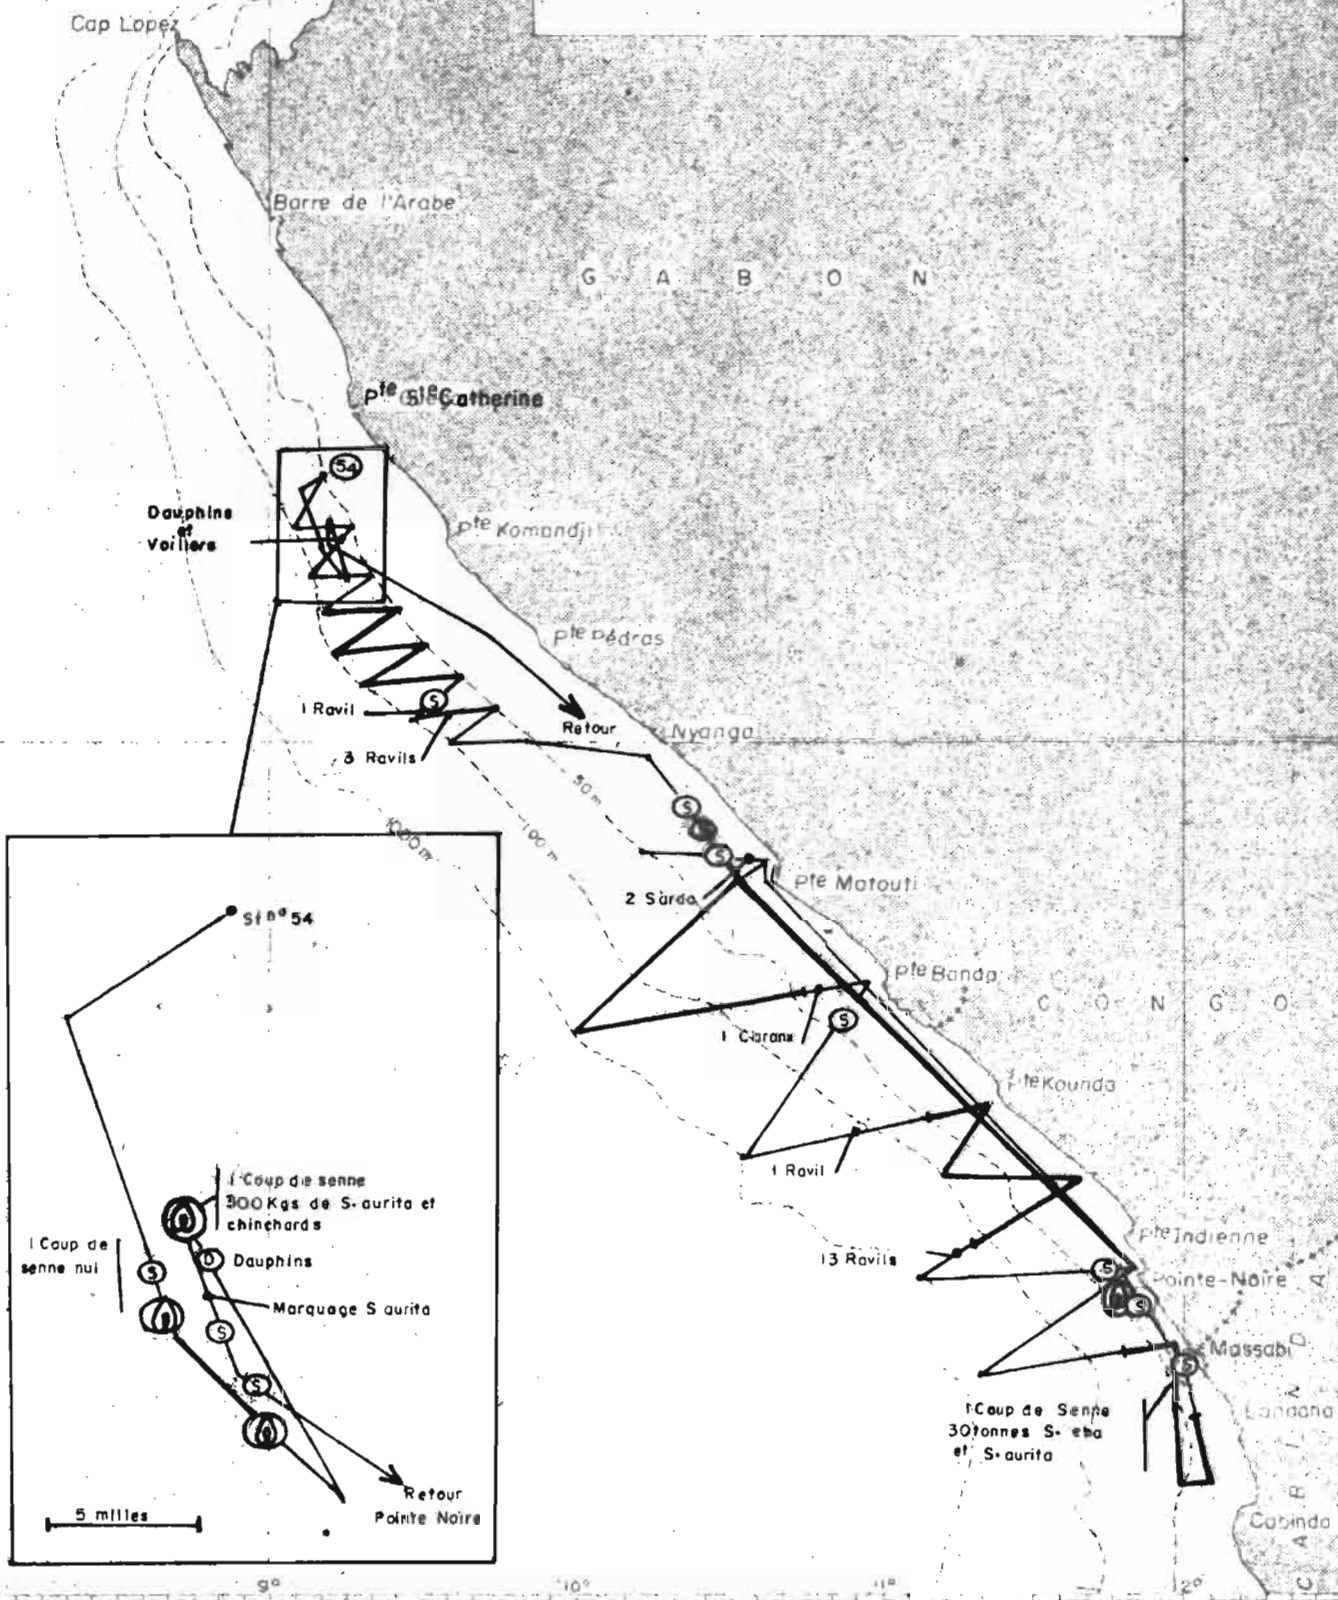 Cap Lopez
Barre de l'Arabe
G A B O N
Pte Ste Catherine
54
Dauphins
et
Voiliers
Pte Komandji
Pte Pédras
S
1 Ravil
Retour
Nyanga
3 Ravils
50 m
100 m
1000 m
S
S
Pte Matouti
2 Sarda
Pte Banda
C O N G O
S
1 Caranx
Pte Kounda
1 Ravil
Pte Indienne
13 Ravils
S
Pointe-Noire
S
Massabi
S
1 Coup de Senne
30 tonnes S. eba
et S. aurita
Landana
Cabinda
C A B I N D A
St no 54
1 Coup de senne
300 Kgs de S. aurita et
chinchards
1 Coup de
senne nul
D Dauphins
S
Marquage S aurita
S
S
Retour
Pointe Noire
5 milles
9° 10° 11° 12°